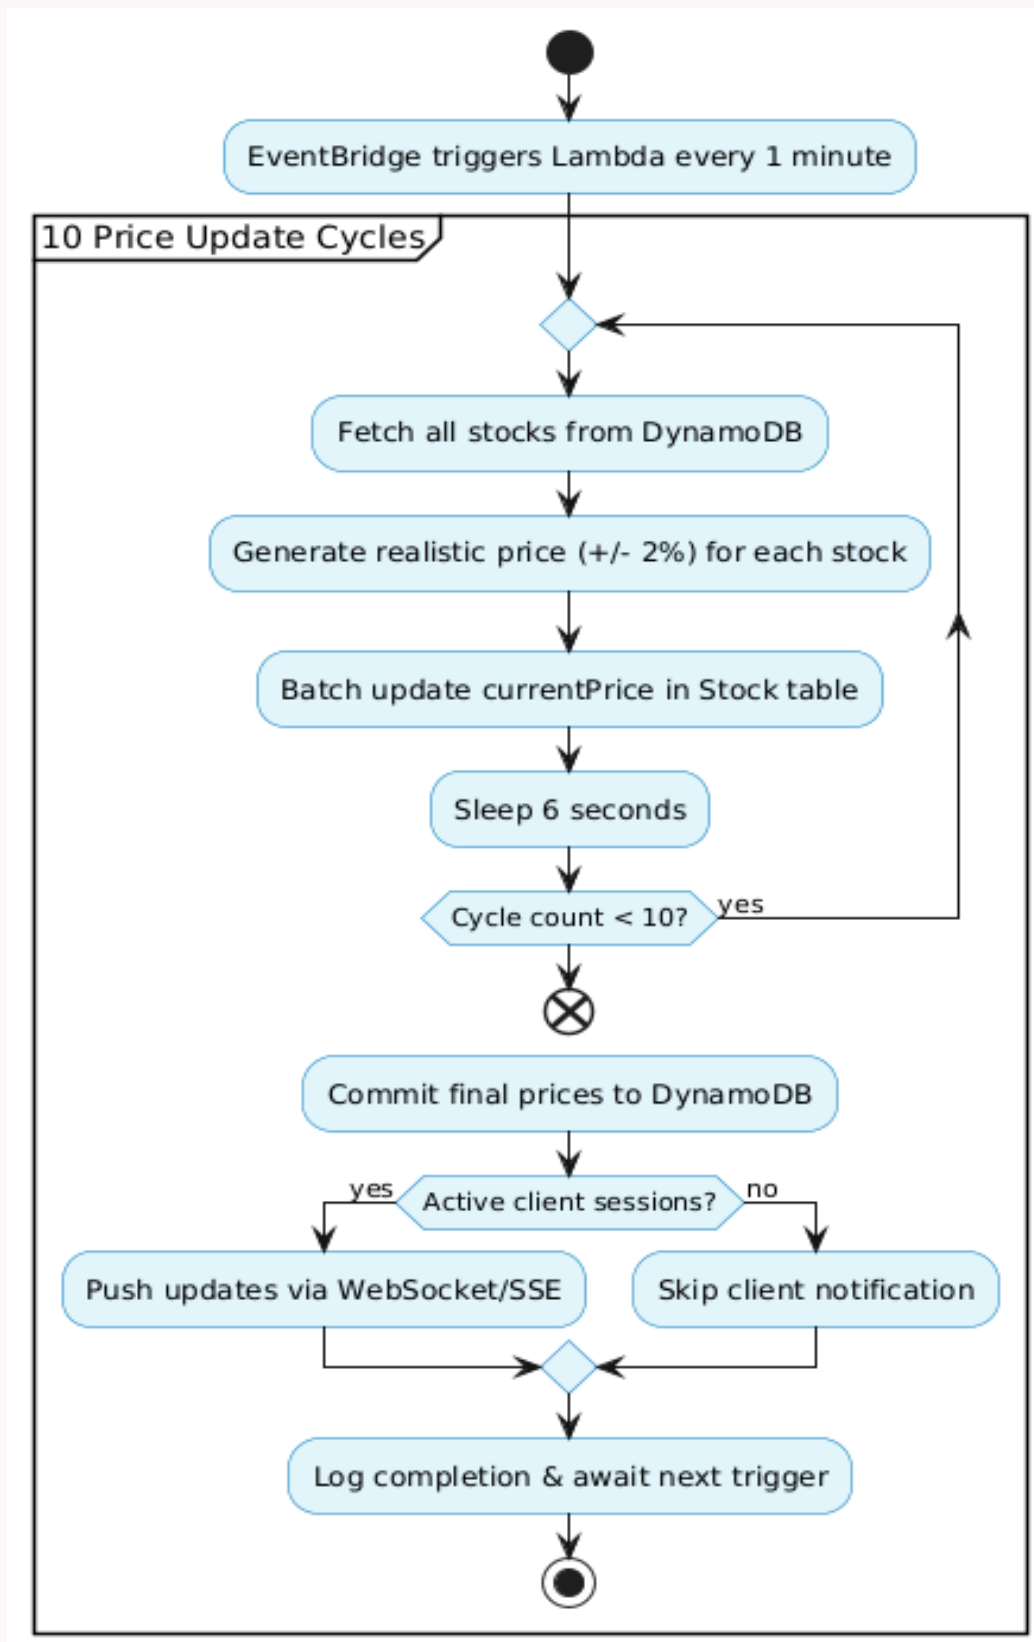 EventBridge triggers Lambda every 1 minute
10 Price Update Cycles
Fetch all stocks from DynamoDB
Generate realistic price (+/- 2%) for each stock
Batch update currentPrice in Stock table
Sleep 6 seconds
Cycle count < 10?
yes
Commit final prices to DynamoDB
yes
Active client sessions?
no
Push updates via WebSocket/SSE
Skip client notification
Log completion & await next trigger